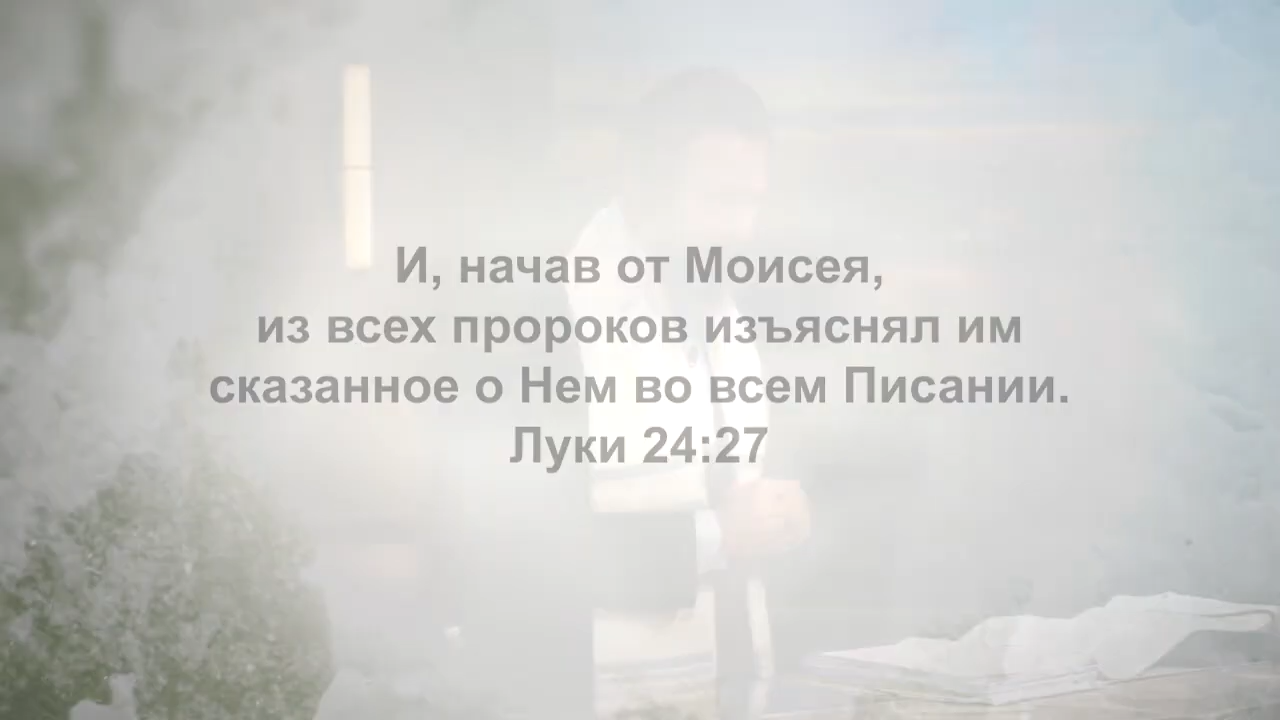 И, начав от Моисея,
из всех пророков изъяснял им
сказанное о Нем во всем Писании.
Луки 24:27